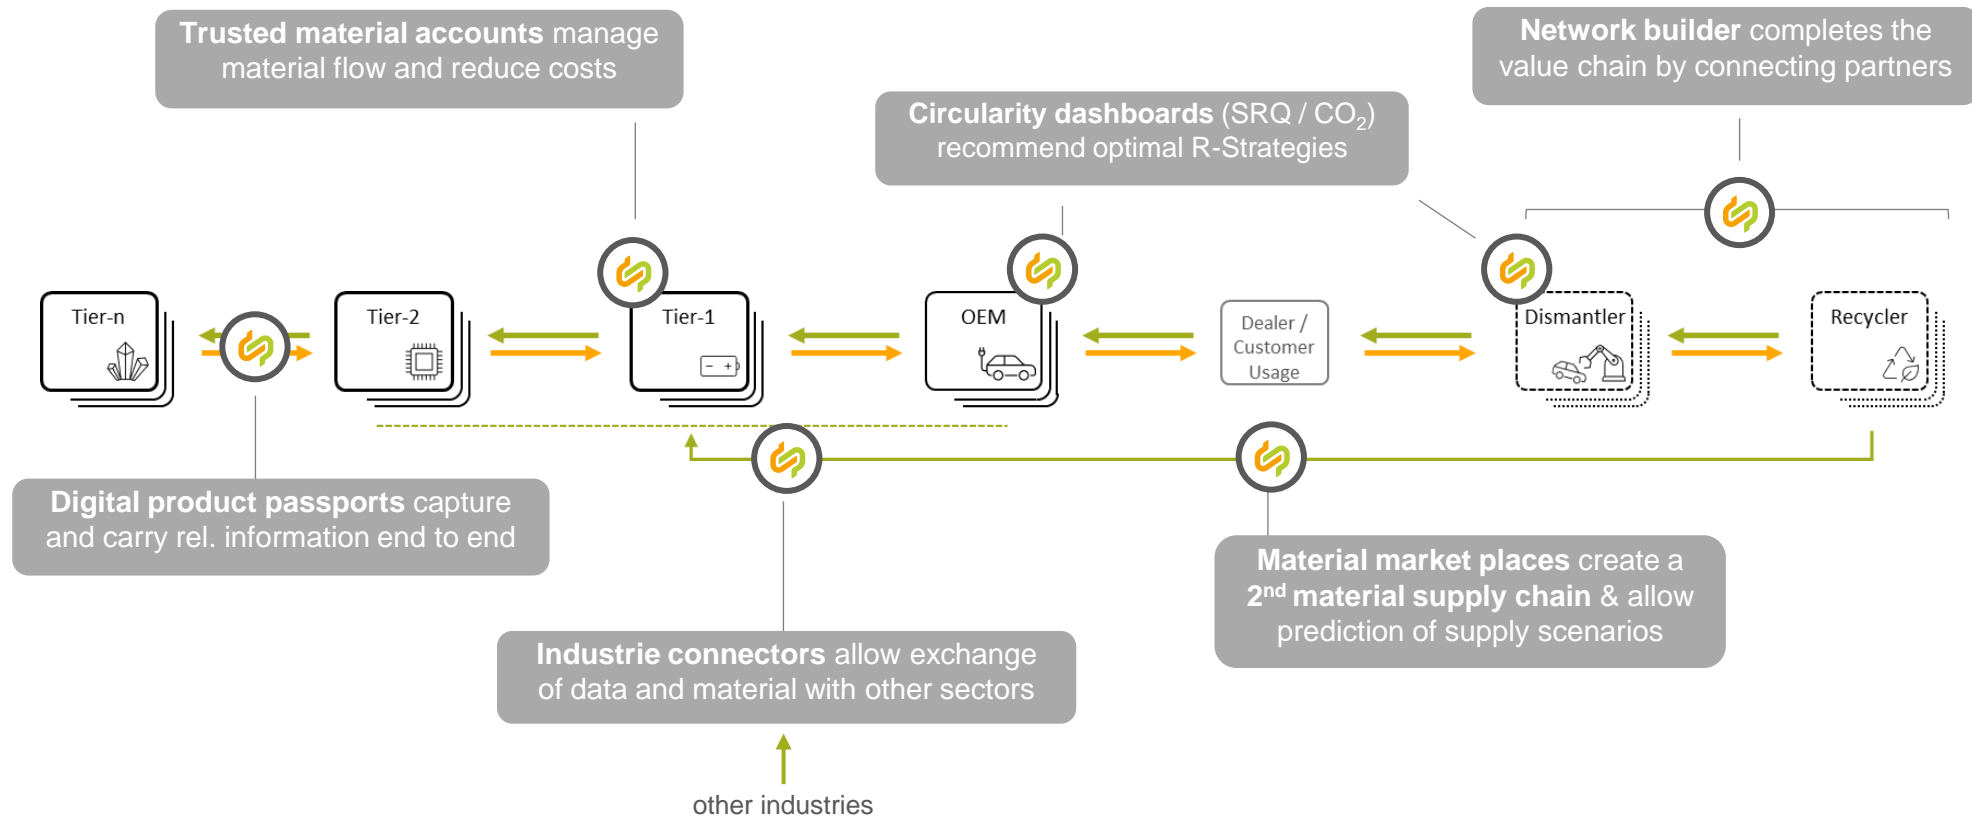 Trusted material accounts manage
material flow and reduce costs
Network builder completes the
value chain by connecting partners
Circularity dashboards (SRQ / CO₂)
recommend optimal R-Strategies
Tier-n
Tier-2
Tier-1
OEM
Dealer /
Customer
Usage
Dismantler
Recycler
Digital product passports capture
and carry rel. information end to end
Material market places create a
2nd material supply chain & allow
prediction of supply scenarios
Industrie connectors allow exchange
of data and material with other sectors
other industries